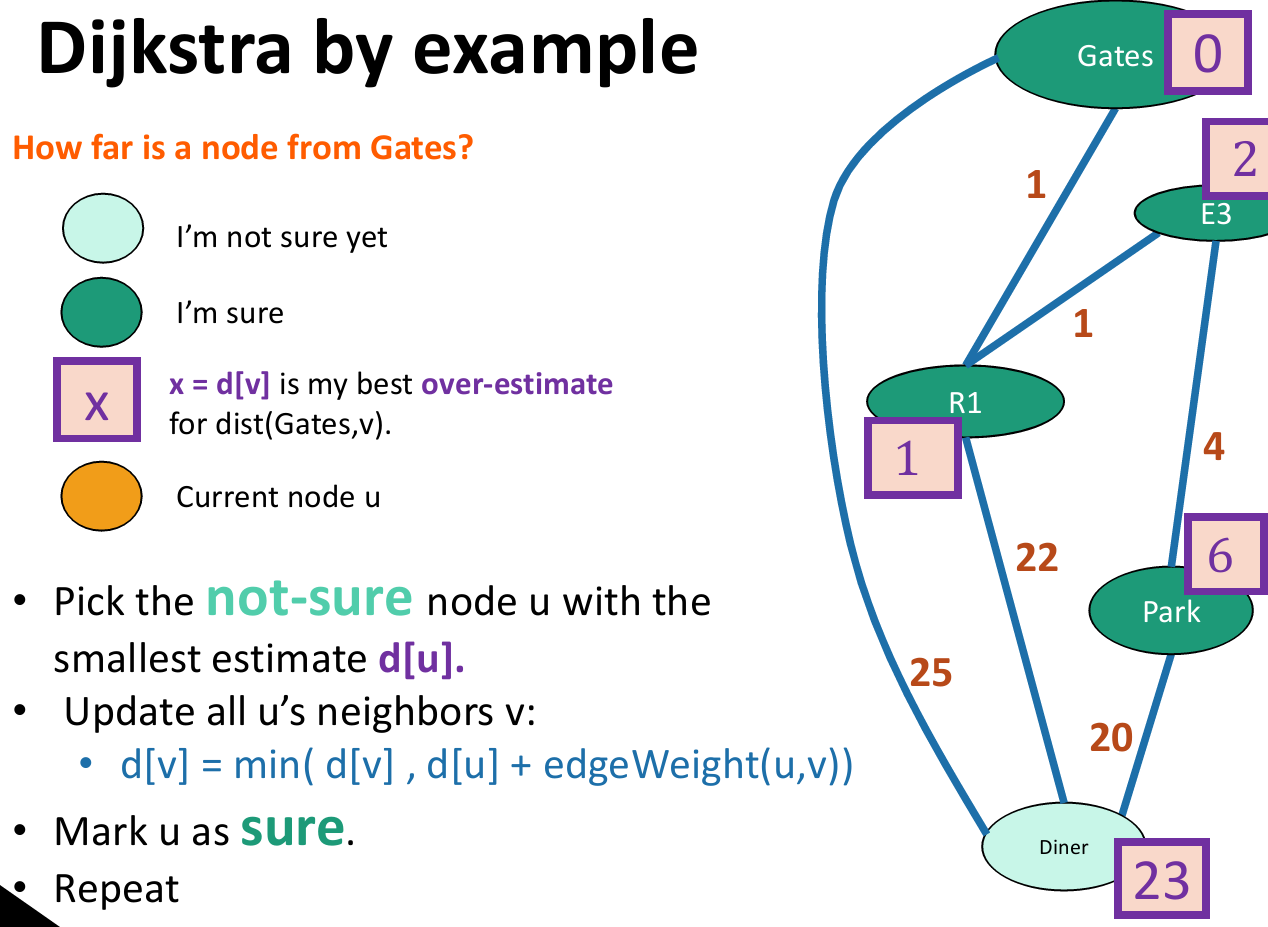 Dijkstra by example
How far is a node from Gates?
I'm not sure yet
I'm sure
x
x = d[v] is my best over-estimate
for dist(Gates,v).
Current node u
• Pick the not-sure node u with the
smallest estimate d[u].
• Update all u's neighbors v:
• d[v] = min( d[v] , d[u] + edgeWeight(u,v))
• Mark u as sure.
• Repeat
Gates
0
2
E3
1
1
R1
1
4
22
6
Park
25
20
Diner
23